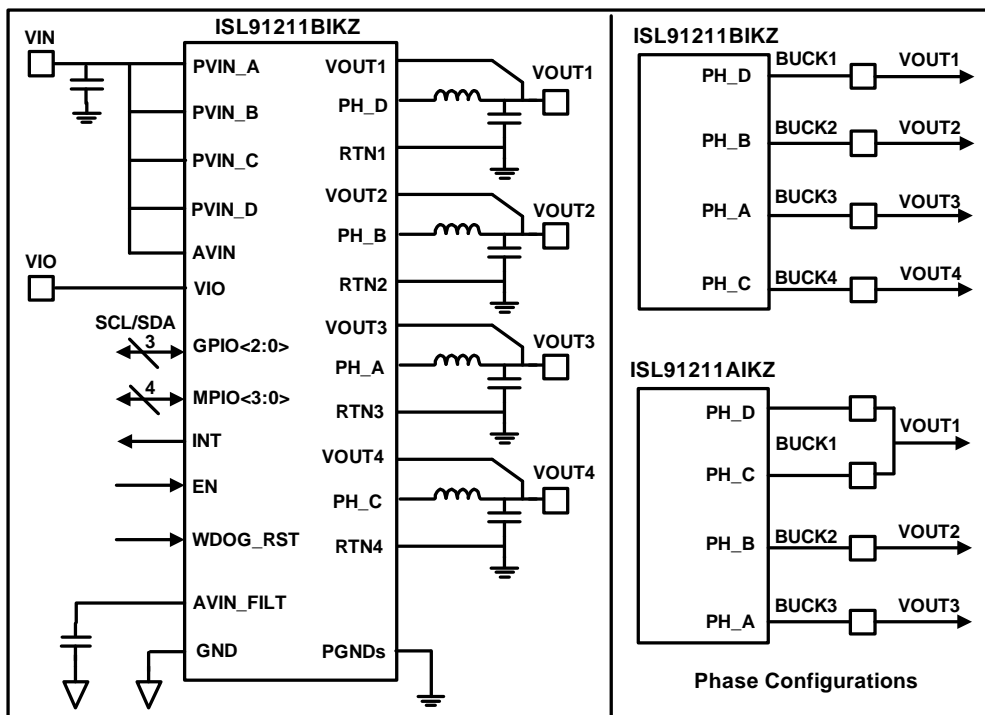 ISL91211BIKZ
VIN
PVIN_A
PVIN_B
PVIN_C
PVIN_D
AVIN
VIO
VIO
SCL/SDA
3
GPIO<2:0>
4
MPIO<3:0>
INT
EN
WDOG_RST
AVIN_FILT
GND
VOUT1
VOUT1
PH_D
RTN1
VOUT2
VOUT2
PH_B
RTN2
VOUT3
VOUT3
PH_A
RTN3
VOUT4
VOUT4
PH_C
RTN4
PGNDs
ISL91211BIKZ
PH_D
BUCK1
VOUT1
PH_B
BUCK2
VOUT2
PH_A
BUCK3
VOUT3
PH_C
BUCK4
VOUT4
ISL91211AIKZ
PH_D
BUCK1
VOUT1
PH_C
PH_B
BUCK2
VOUT2
PH_A
BUCK3
VOUT3
Phase Configurations